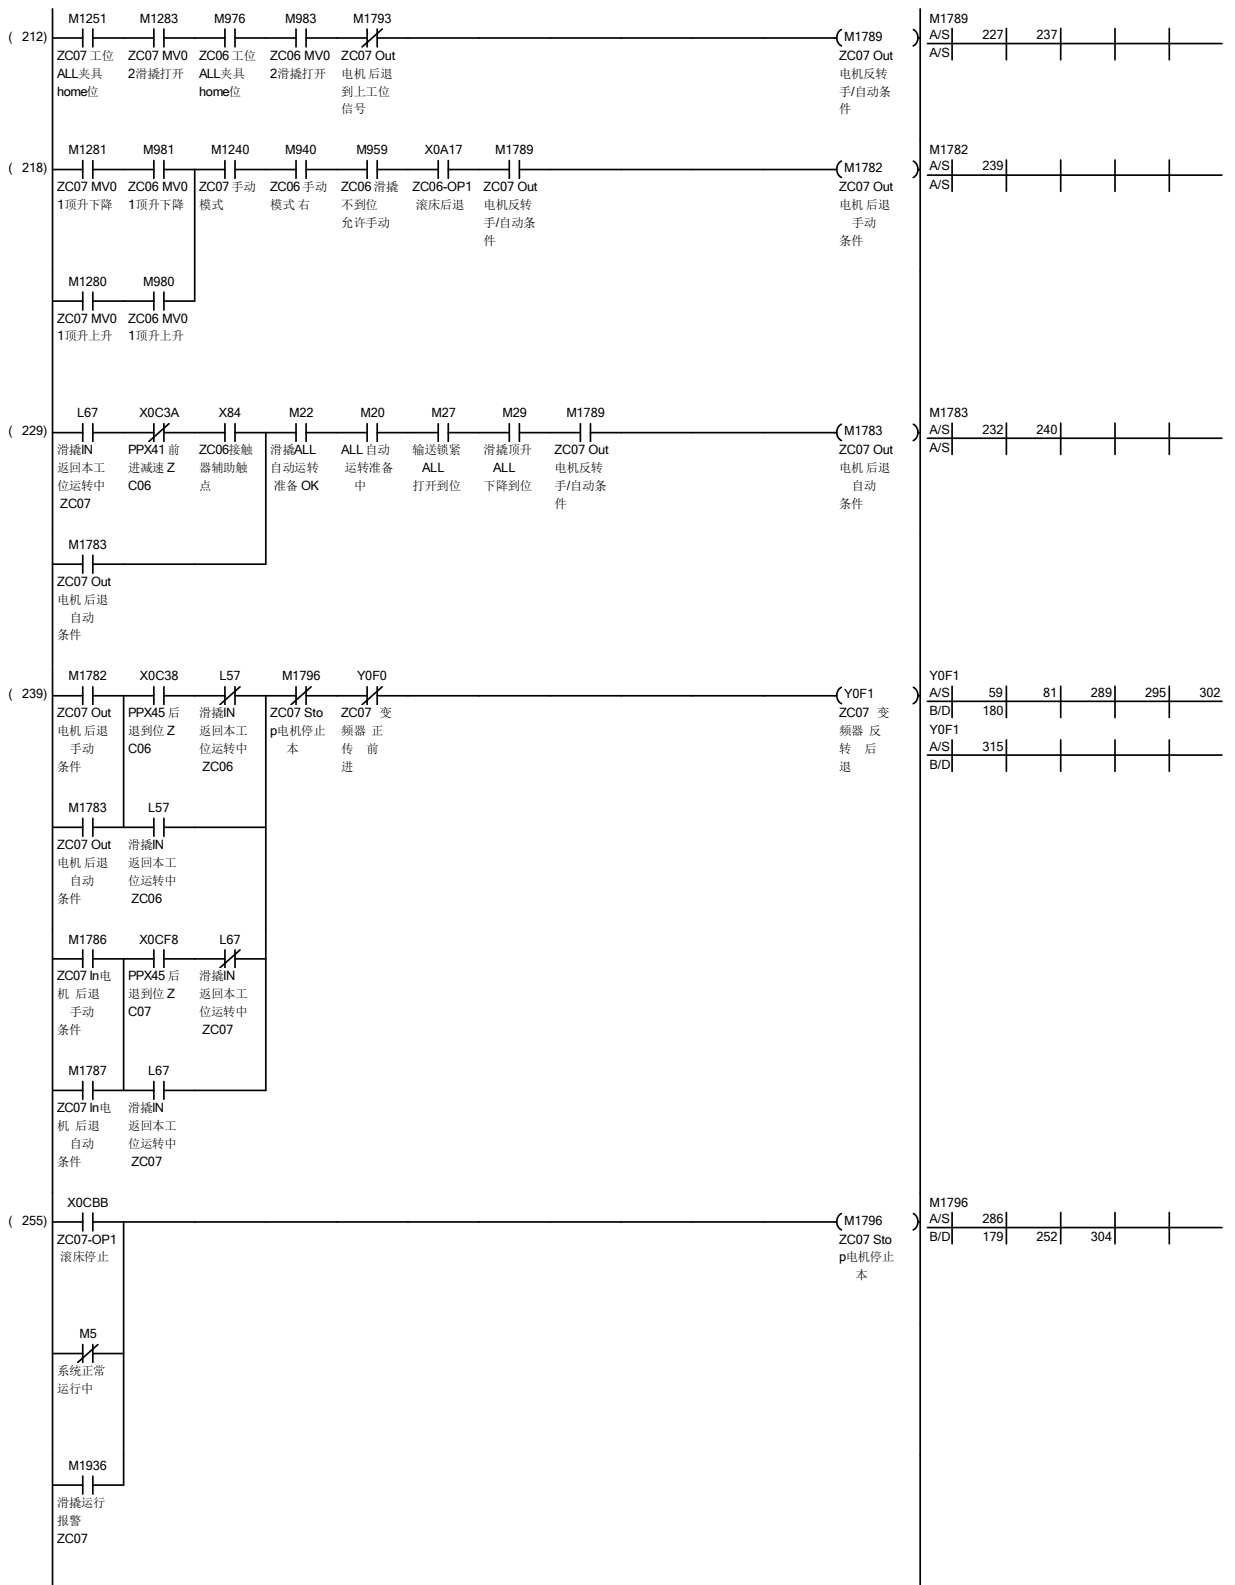 M1251 M1283 M976 M983 M1793 M1789
( 212) M1789 A/S 227 237
ZC07 工位 ZC07 MV0 ZC06 工位 ZC06 MV0 ZC07 Out ZC07 Out A/S
ALL夹具 2滑撬打开 ALL夹具 2滑撬打开 电机 后退 电机反转
home位 home位 到上工位 手/自动条
信号 件
M1281 M981 M1240 M940 M959 X0A17 M1789 M1782
( 218) M1782 A/S 239
ZC07 MV0 ZC06 MV0 ZC07 手动 ZC06 手动 ZC06 滑撬 ZC06-OP1 ZC07 Out ZC07 Out A/S
1顶升下降 1顶升下降 模式 模式 右 不到位 滚床后退 电机反转 电机 后退
允许手动 手/自动条 手动
件 条件
M1280 M980
ZC07 MV0 ZC06 MV0
1顶升上升 1顶升上升
L67 X0C3A X84 M22 M20 M27 M29 M1789 M1783
( 229) M1783 A/S 232 240
滑撬IN PPX41 前 ZC06接触 滑撬ALL ALL 自动 输送锁紧 滑撬顶升 ZC07 Out ZC07 Out A/S
返回本工 进减速 Z 器辅助触 自动运转 运转准备 ALL ALL 电机反转 电机 后退
位运转中 C06 点 准备 OK 中 打开到位 下降到位 手/自动条 自动
ZC07 件 条件
M1783
ZC07 Out
电机 后退
自动
条件
M1782 X0C38 L57 M1796 Y0F0 Y0F1
( 239) Y0F1 A/S 59 81 289 295 302
ZC07 Out PPX45 后 滑撬IN ZC07 Sto ZC07 变 ZC07 变 B/D 180
电机 后退 退到位 Z 返回本工 p电机停止 频器 正 频器 反 Y0F1
手动 C06 位运转中 本 传 前 转 后 A/S 315
条件 ZC06 进 退 B/D
M1783 L57
ZC07 Out 滑撬IN
电机 后退 返回本工
自动 位运转中
条件 ZC06
M1786 X0CF8 L67
ZC07 In电 PPX45 后 滑撬IN
机 后退 退到位 Z 返回本工
手动 C07 位运转中
条件 ZC07
M1787 L67
ZC07 In电 滑撬IN
机 后退 返回本工
自动 位运转中
条件 ZC07
X0CBB M1796
( 255) M1796 A/S 286
ZC07-OP1 ZC07 Sto B/D 179 252 304
滚床停止 p电机停止
本
M5
系统正常
运行中
M1936
滑撬运行
报警
ZC07